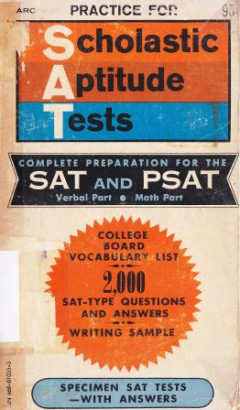 ARC PRACTICE FOR 95¢
Scholastic
Aptitude
Tests
COMPLETE PREPARATION FOR THE
SAT AND PSAT
Verbal Part • Math Part
COLLEGE
BOARD
VOCABULARY LIST
2,000
SAT-TYPE QUESTIONS
AND ANSWERS
WRITING SAMPLE
SPECIMEN SAT TESTS
—WITH ANSWERS